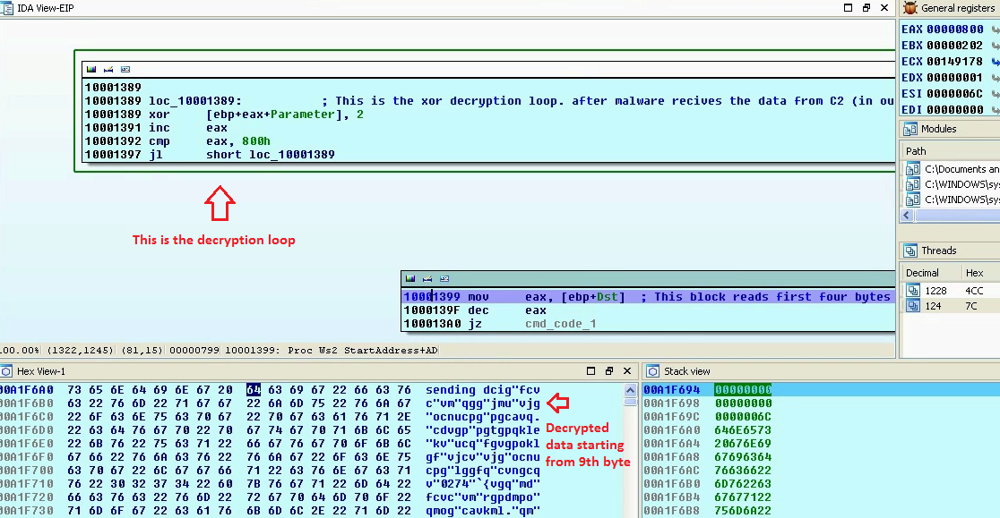 IDA View-EIP
10001389
10001389 loc_10001389: ; This is the xor decryption loop. after malware recives the data from C2 (in ou
10001389 xor [ebp+eax+Parameter], 2
10001391 inc eax
10001392 cmp eax, 800h
10001397 jl short loc_10001389
This is the decryption loop
10001399 mov eax, [ebp+Dst] ; This block reads first four bytes
1000139F dec eax
100013A0 jz cmd_code_1
00.00% (1322,1245) (81,15) 00000799 10001399: Proc Ws2 StartAddress+AD
General registers
EAX 00000800
EBX 00000202
ECX 00149178
EDX 00000001
ESI 0000006C
EDI 00000000
Modules
Path
C:\Documents an
C:\WINDOWS\sys
C:\WINDOWS\sys
Threads
Decimal Hex
1228 4CC
124 7C
Hex View-1
00A1F6A0 73 65 6E 64 69 6E 67 20 64 63 69 67 22 66 63 76 sending dcig"fcv
00A1F6B0 63 22 76 6D 22 71 67 67 22 6A 6D 75 22 76 6A 67 c"vm"qgg"jmu"vjg
00A1F6C0 22 6F 63 6E 75 63 70 67 22 70 67 63 61 76 71 2E "ocnucpg"pgcavq.
00A1F6D0 22 63 64 76 67 70 22 70 67 74 67 70 71 6B 6C 65 "cdvgp"pgtgpqkle
00A1F6E0 22 6B 76 22 75 63 71 22 66 67 76 67 70 6F 6B 6C "kv"ucq"fgvgpokl
00A1F6F0 67 66 22 76 6A 63 76 22 76 6A 67 22 6F 63 6E 75 gf"vjcv"vjg"ocnu
00A1F700 63 70 67 22 6C 67 67 66 71 22 63 76 6E 67 63 71 cpg"lggfq"cvngcq
00A1F710 76 22 30 32 37 34 22 60 7B 76 67 71 22 6D 64 22 v"0274"`{vgq"md"
00A1F720 66 63 76 63 22 76 6D 22 72 67 70 64 6D 70 6F 22 fcvc"vm"rgpdmpo"
00A1F730 71 6D 6F 67 22 63 61 76 6B 6D 6C 2E 22 71 6D 22 qmog"cavkml."qm"
Decrypted
data starting
from 9th byte
Stack view
00A1F694 00000000
00A1F698 00000000
00A1F69C 0000006C
00A1F6A0 646E6573
00A1F6A4 20676E69
00A1F6A8 67696364
00A1F6AC 76636622
00A1F6B0 6D762263
00A1F6B4 67677122
00A1F6B8 756D6A22